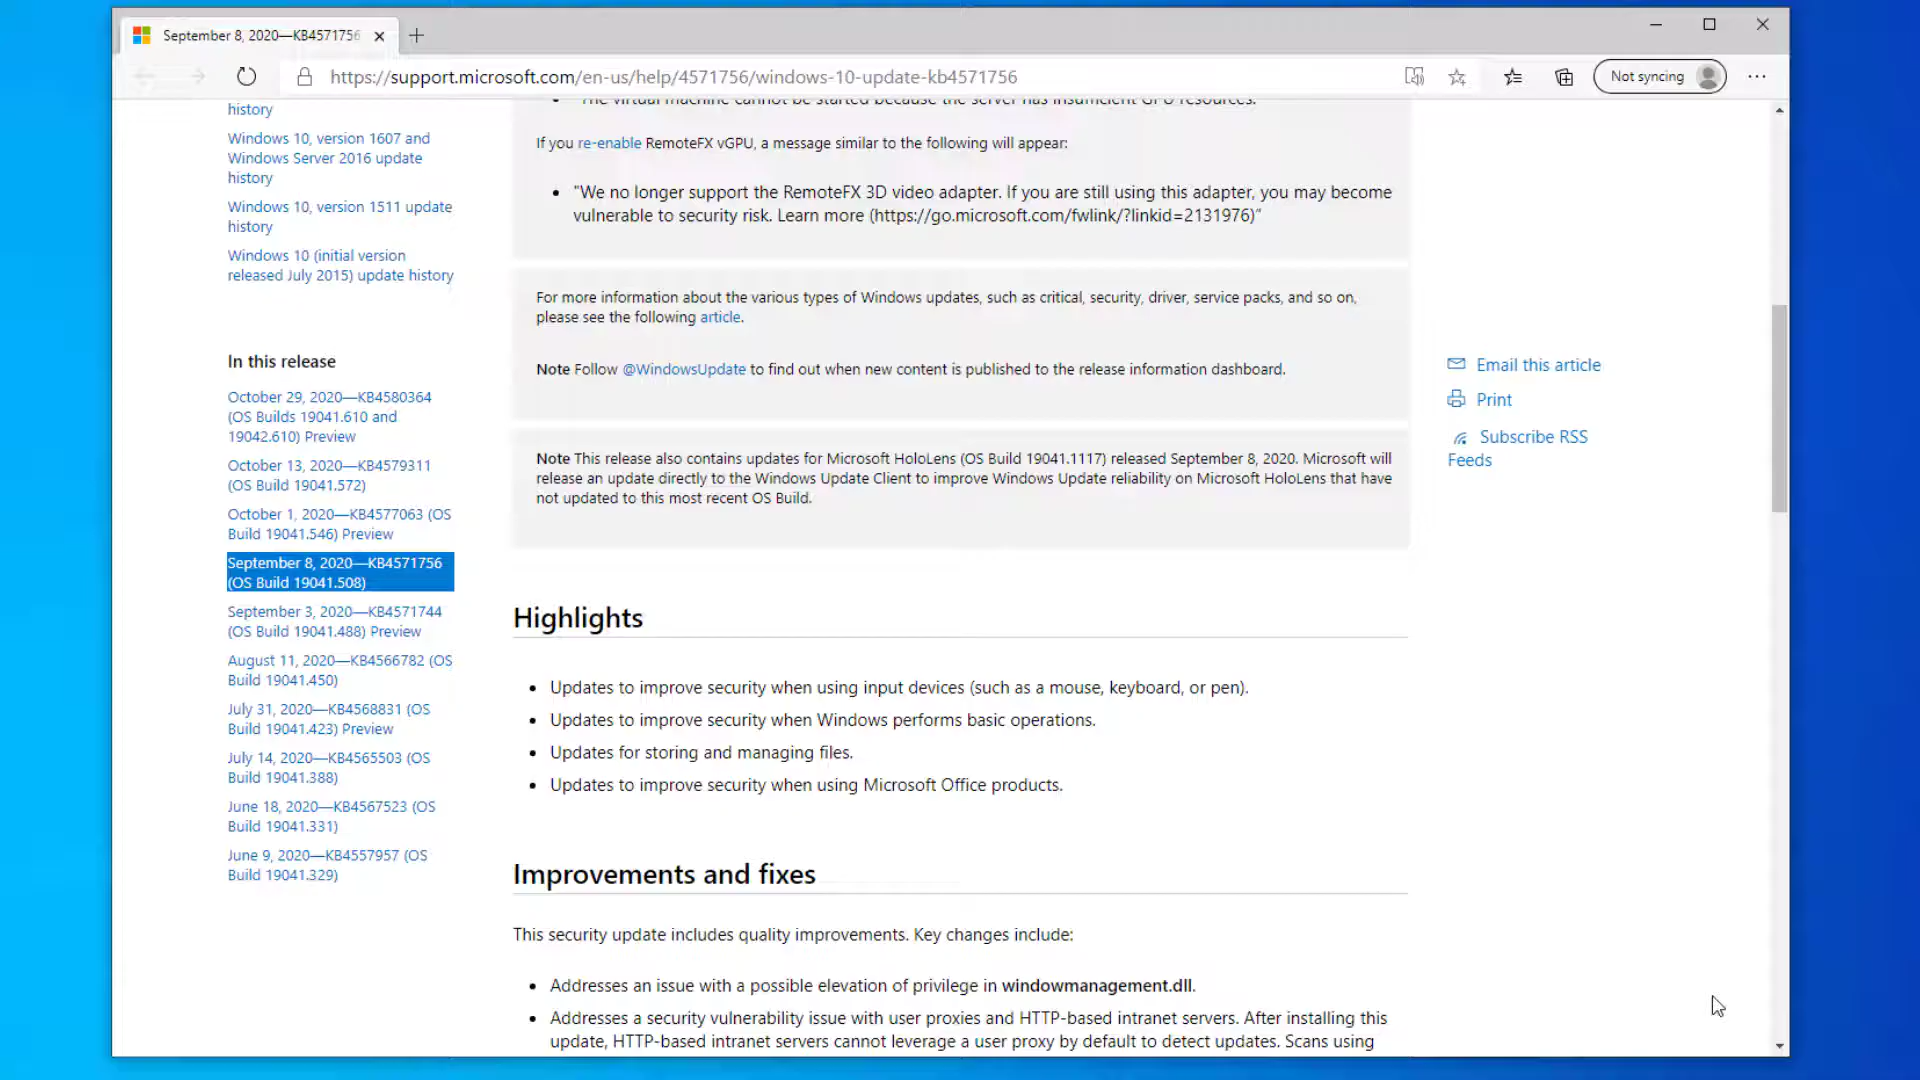 September 8, 2020—KB4571756
https://support.microsoft.com/en-us/help/4571756/windows-10-update-kb4571756
Not syncing
history
Windows 10, version 1607 and
Windows Server 2016 update
history
Windows 10, version 1511 update
history
Windows 10 (initial version
released July 2015) update history
In this release
October 29, 2020—KB4580364
(OS Builds 19041.610 and
19042.610) Preview
October 13, 2020—KB4579311
(OS Build 19041.572)
October 1, 2020—KB4577063 (OS
Build 19041.546) Preview
September 8, 2020—KB4571756
(OS Build 19041.508)
September 3, 2020—KB4571744
(OS Build 19041.488) Preview
August 11, 2020—KB4566782 (OS
Build 19041.450)
July 31, 2020—KB4568831 (OS
Build 19041.423) Preview
July 14, 2020—KB4565503 (OS
Build 19041.388)
June 18, 2020—KB4567523 (OS
Build 19041.331)
June 9, 2020—KB4557957 (OS
Build 19041.329)
"The virtual machine cannot be started because the server has insufficient GPU resources."
If you re-enable RemoteFX vGPU, a message similar to the following will appear:
"We no longer support the RemoteFX 3D video adapter. If you are still using this adapter, you may become
vulnerable to security risk. Learn more (https://go.microsoft.com/fwlink/?linkid=2131976)"
For more information about the various types of Windows updates, such as critical, security, driver, service packs, and so on,
please see the following article.
Note Follow @WindowsUpdate to find out when new content is published to the release information dashboard.
Note This release also contains updates for Microsoft HoloLens (OS Build 19041.1117) released September 8, 2020. Microsoft will
release an update directly to the Windows Update Client to improve Windows Update reliability on Microsoft HoloLens that have
not updated to this most recent OS Build.
Highlights
Updates to improve security when using input devices (such as a mouse, keyboard, or pen).
Updates to improve security when Windows performs basic operations.
Updates for storing and managing files.
Updates to improve security when using Microsoft Office products.
Improvements and fixes
This security update includes quality improvements. Key changes include:
Addresses an issue with a possible elevation of privilege in windowmanagement.dll.
Addresses a security vulnerability issue with user proxies and HTTP-based intranet servers. After installing this
update, HTTP-based intranet servers cannot leverage a user proxy by default to detect updates. Scans using
Email this article
Print
Subscribe RSS
Feeds